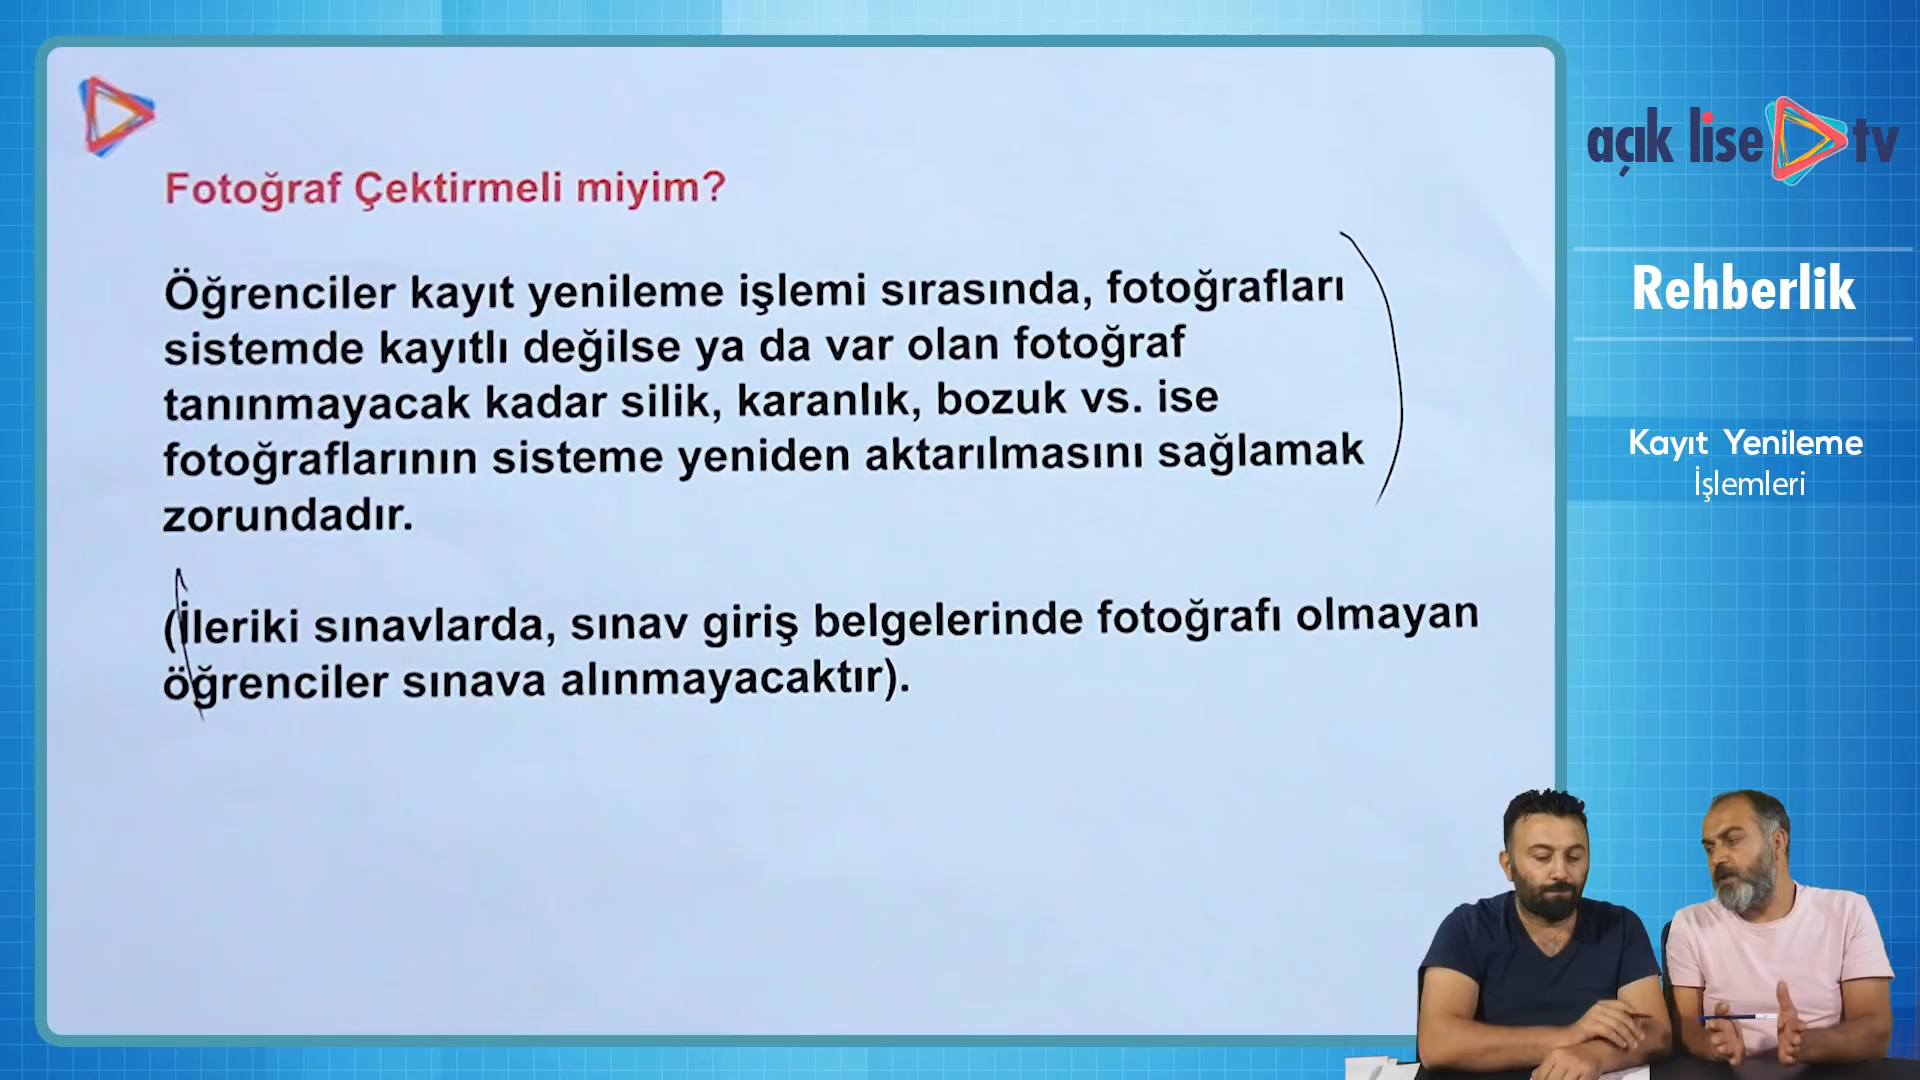 Fotoğraf Çektirmeli miyim?
Öğrenciler kayıt yenileme işlemi sırasında, fotoğrafları
sistemde kayıtlı değilse ya da var olan fotoğraf
tanınmayacak kadar silik, karanlık, bozuk vs. ise
fotoğraflarının sisteme yeniden aktarılmasını sağlamak
zorundadır.
(İleriki sınavlarda, sınav giriş belgelerinde fotoğrafı olmayan
öğrenciler sınava alınmayacaktır).
açık lise tv
Rehberlik
Kayıt Yenileme
İşlemleri